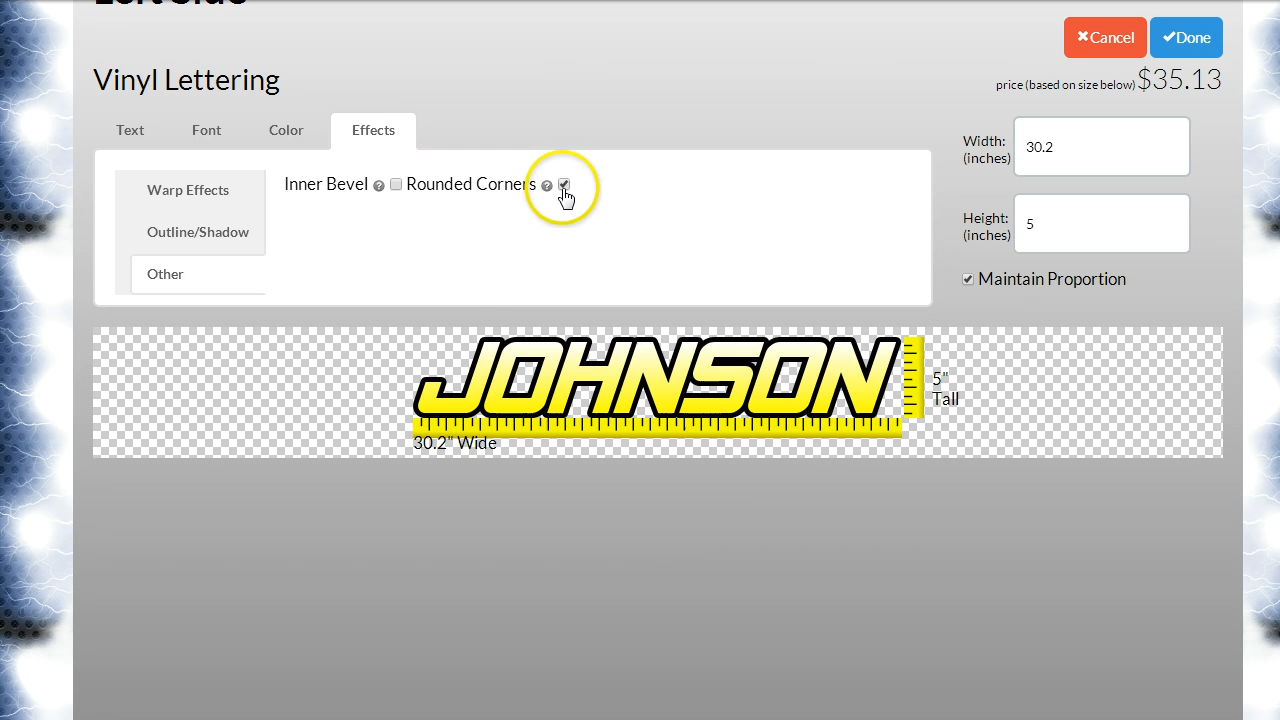 Left Side
Cancel Done
Vinyl Lettering
price (based on size below) $35.13
Text Font Color Effects
Width: (inches) 30.2
Warp Effects
Outline/Shadow
Other
Inner Bevel ? Rounded Corners ?
Height: (inches) 5
Maintain Proportion
JOHNSON
5"
Tall
30.2" Wide